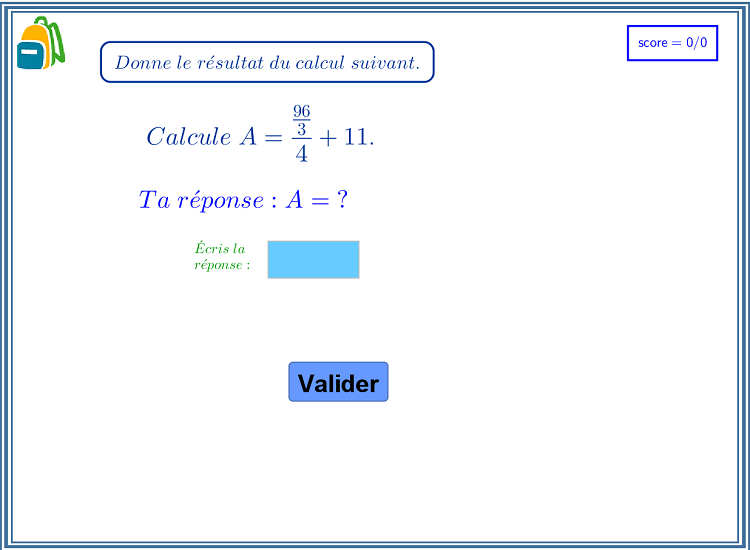 score = 0/0
Donne le résultat du calcul suivant.
Calcule A = \frac{\frac{96}{3}}{4} + 11.
Ta réponse : A = ?
Écris la
réponse :
Valider